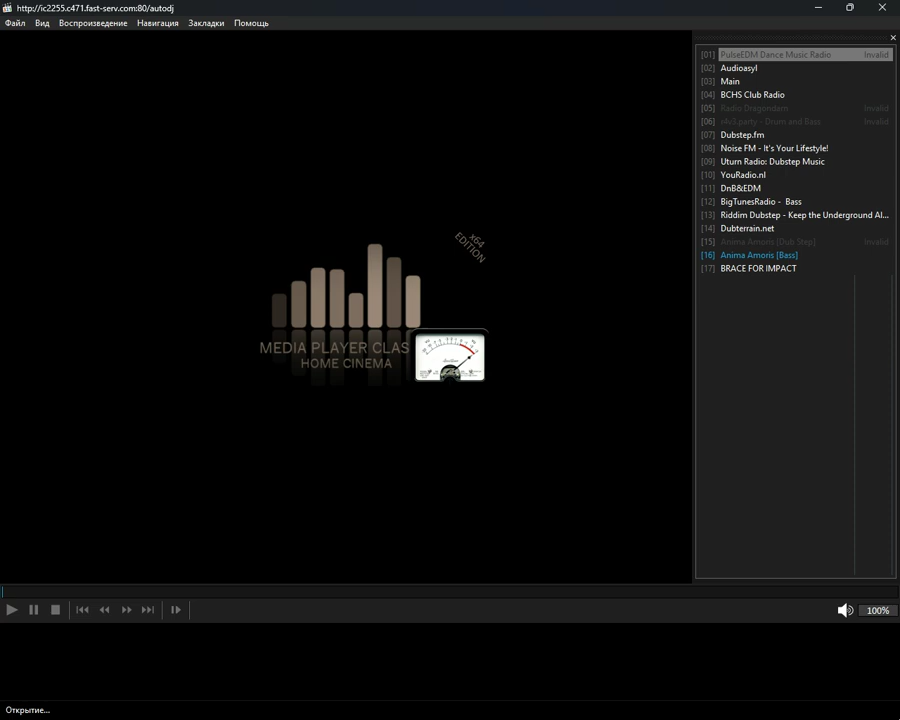 http://ic2255.c471.fast-serv.com:80/autodj
Файл Вид Воспроизведение Навигация Закладки Помощь
[01] PulseEDM Dance Music Radio Invalid
[02] Audioasyl
[03] Main
[04] BCHS Club Radio
[05] Radio Dragondarn Invalid
[06] r4v3.party - Drum and Bass Invalid
[07] Dubstep.fm
[08] Noise FM - It's Your Lifestyle!
[09] Uturn Radio: Dubstep Music
[10] YouRadio.nl
[11] DnB&EDM
[12] BigTunesRadio - Bass
[13] Riddim Dubstep - Keep the Underground Al...
[14] Dubterrain.net
[15] Anima Amoris [Dub Step] Invalid
[16] Anima Amoris [Bass]
[17] BRACE FOR IMPACT
x64
EDITION
MEDIA PLAYER CLAS
HOME CINEMA
100%
Открытие...